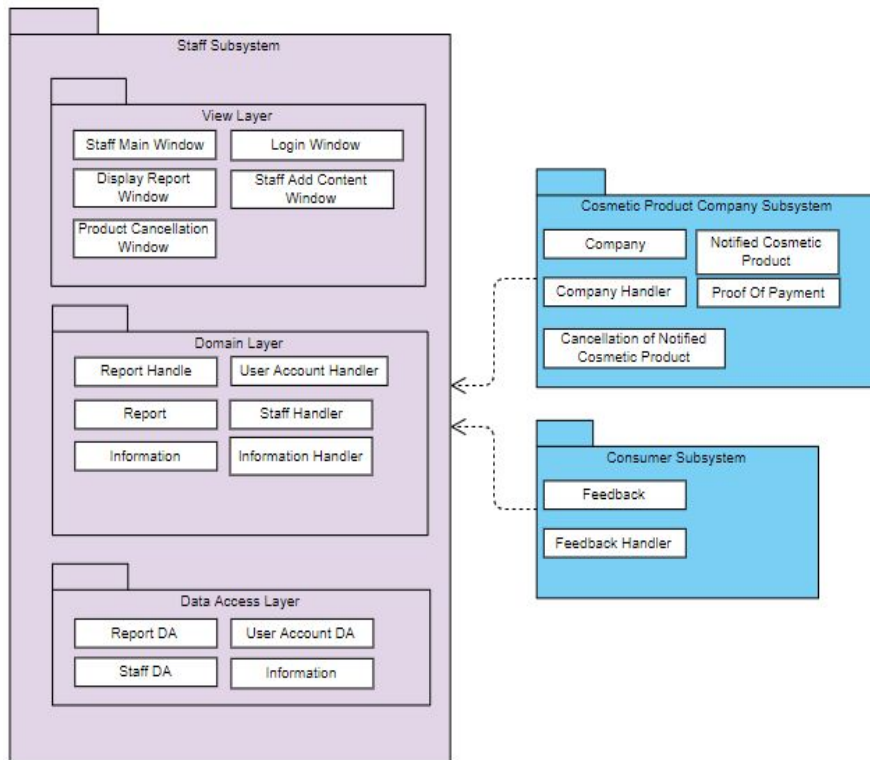 Staff Subsystem
View Layer
Staff Main Window
Login Window
Display Report
Window
Staff Add Content
Window
Product Cancellation
Window
Domain Layer
Report Handle
User Account Handler
Report
Staff Handler
Information
Information Handler
Data Access Layer
Report DA
User Account DA
Staff DA
Information
Cosmetic Product Company Subsystem
Company
Notified Cosmetic
Product
Company Handler
Proof Of Payment
Cancellation of Notified
Cosmetic Product
Consumer Subsystem
Feedback
Feedback Handler